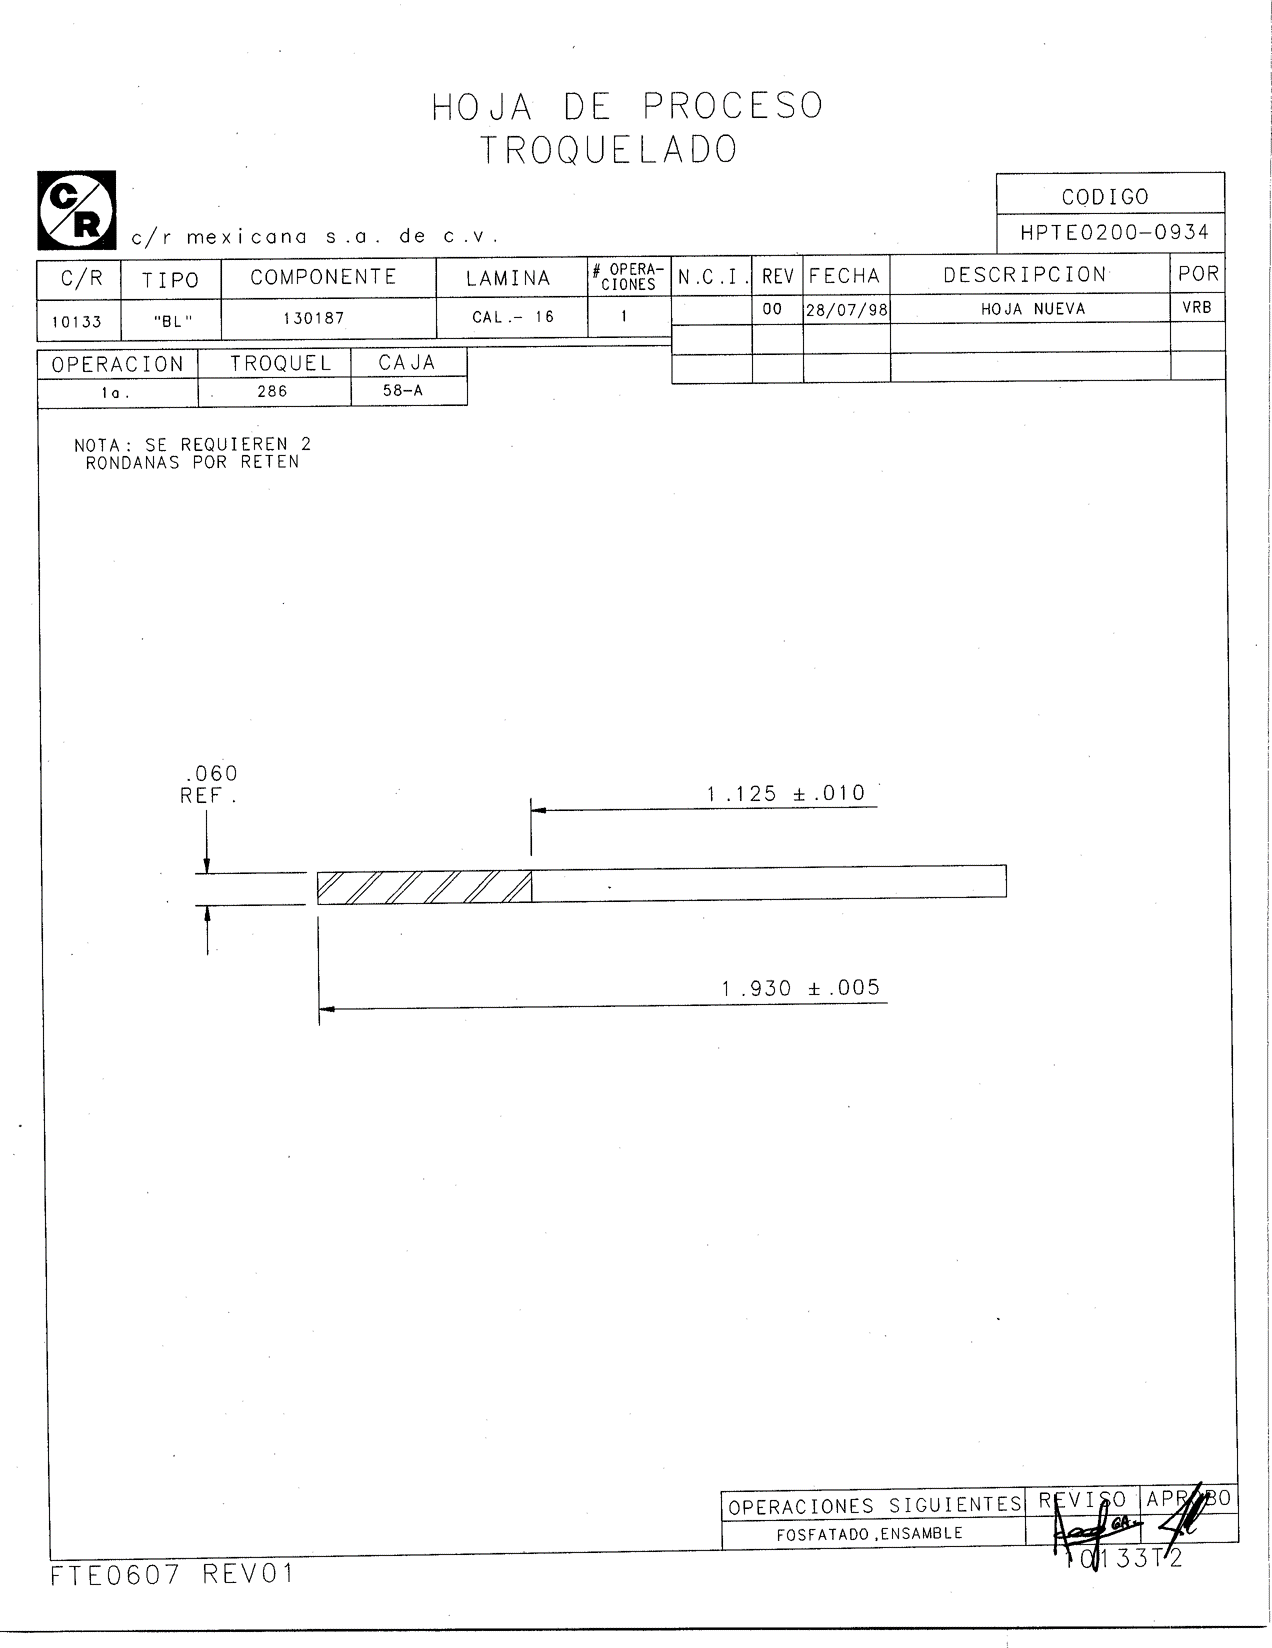 HOJA DE PROCESO
TROQUELADO
C/R
c/r mexicana s.a. de c.v.
CODIGO
HPTE0200-0934
C/R TIPO COMPONENTE LAMINA # OPERA-CIONES N.C.I. REV FECHA DESCRIPCION POR
10133 "BL" 130187 CAL.- 16 1 00 28/07/98 HOJA NUEVA VRB
OPERACION TROQUEL CAJA
1a. 286 58-A
NOTA: SE REQUIEREN 2
RONDANAS POR RETEN
.060
REF.
1.125 ±.010
1.930 ±.005
OPERACIONES SIGUIENTES REVISO APROBO
FOSFATADO,ENSAMBLE
FTE0607 REV01
10133T2